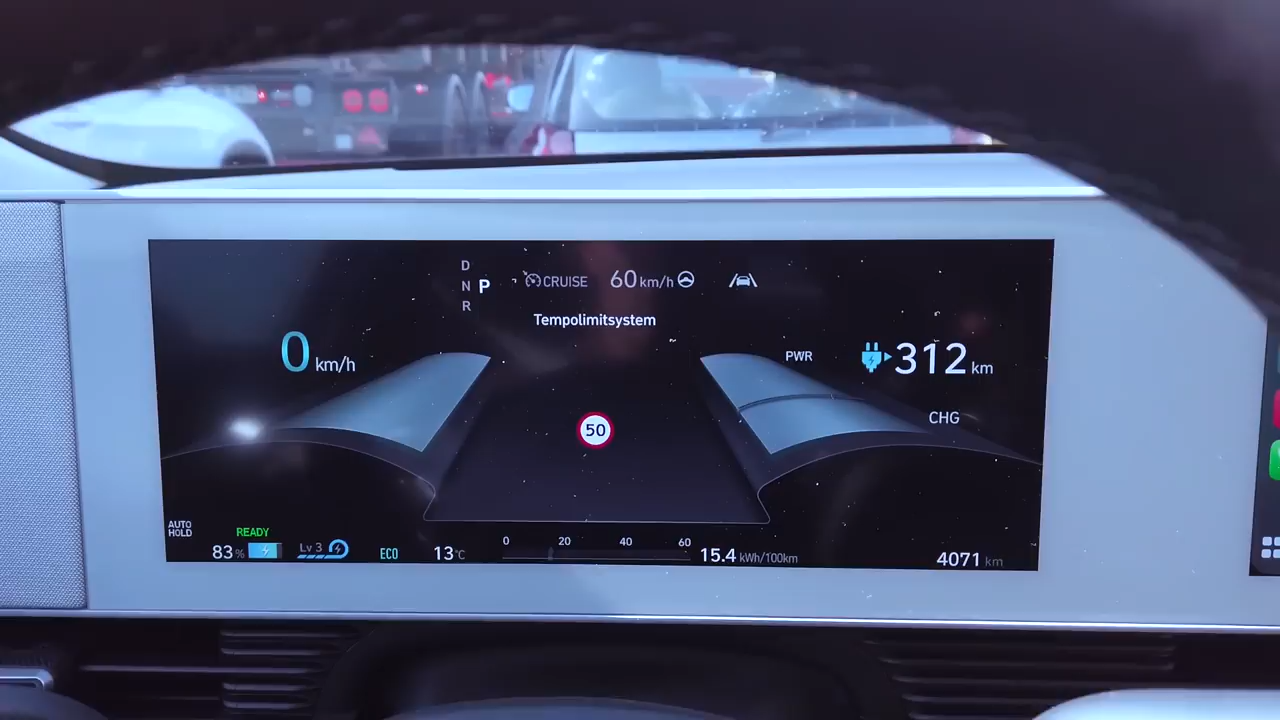 D
N P
R
CRUISE 60 km/h
Tempolimitsystem
0 km/h
PWR
312 km
CHG
50
AUTO HOLD
READY
83 %
Lv 3
ECO
13 °C
0 20 40 60
15.4 kWh/100km
4071 km